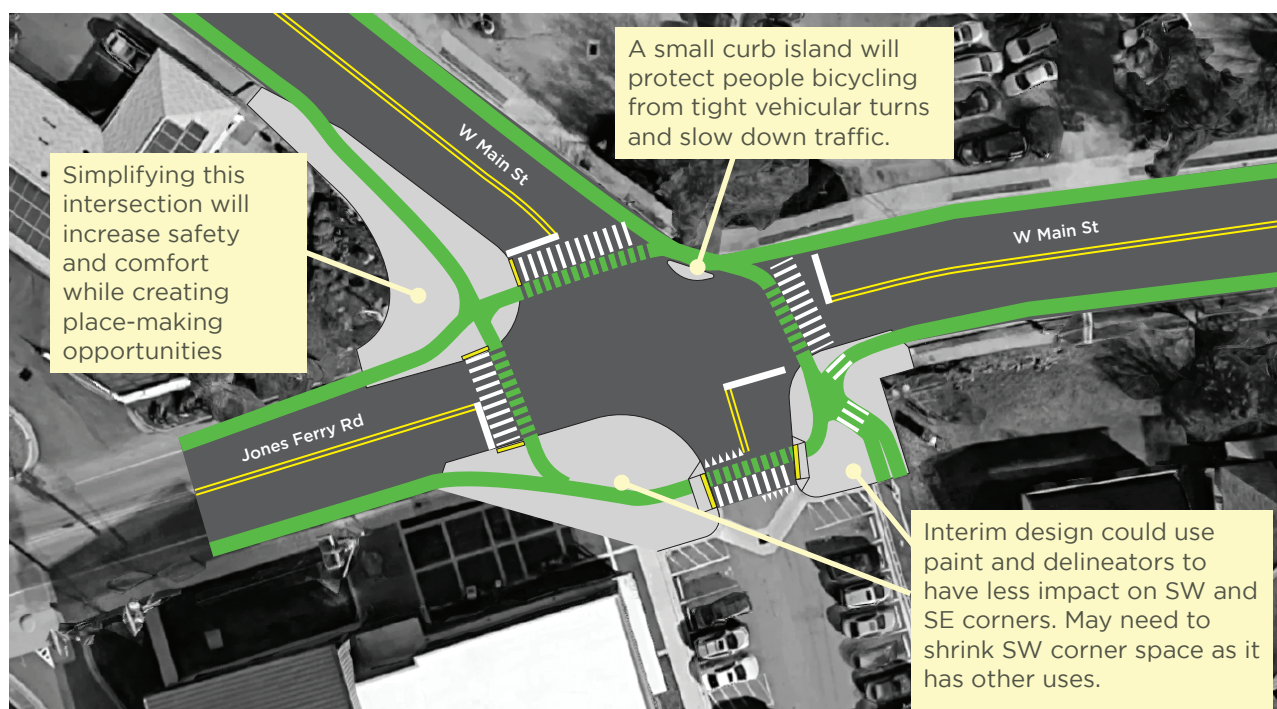 A small curb island will
protect people bicycling
from tight vehicular turns
and slow down traffic.
W Main St
Simplifying this
intersection will
increase safety
and comfort
while creating
place-making
opportunities
W Main St
Jones Ferry Rd
Interim design could use
paint and delineators to
have less impact on SW and
SE corners. May need to
shrink SW corner space as it
has other uses.